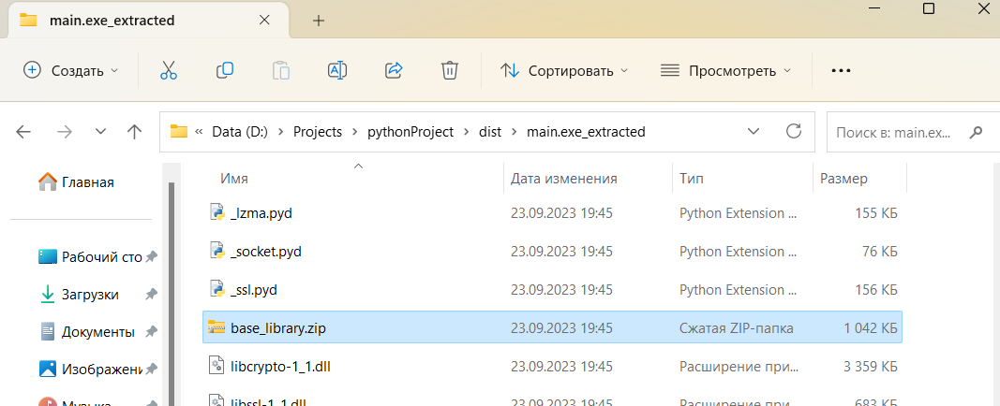 main.exe_extracted
Создать
Сортировать
Просмотреть
« Data (D:) > Projects > pythonProject > dist > main.exe_extracted
Поиск в: main.ex...
Имя Дата изменения Тип Размер
Главная
Рабочий сто
Загрузки
Документы
Изображени
Музыка
_lzma.pyd 23.09.2023 19:45 Python Extension ... 155 КБ
_socket.pyd 23.09.2023 19:45 Python Extension ... 76 КБ
_ssl.pyd 23.09.2023 19:45 Python Extension ... 156 КБ
base_library.zip 23.09.2023 19:45 Сжатая ZIP-папка 1 042 КБ
libcrypto-1_1.dll 23.09.2023 19:45 Расширение при... 3 359 КБ
libssl-1_1.dll 23.09.2023 19:45 Расширение при... 683 КБ